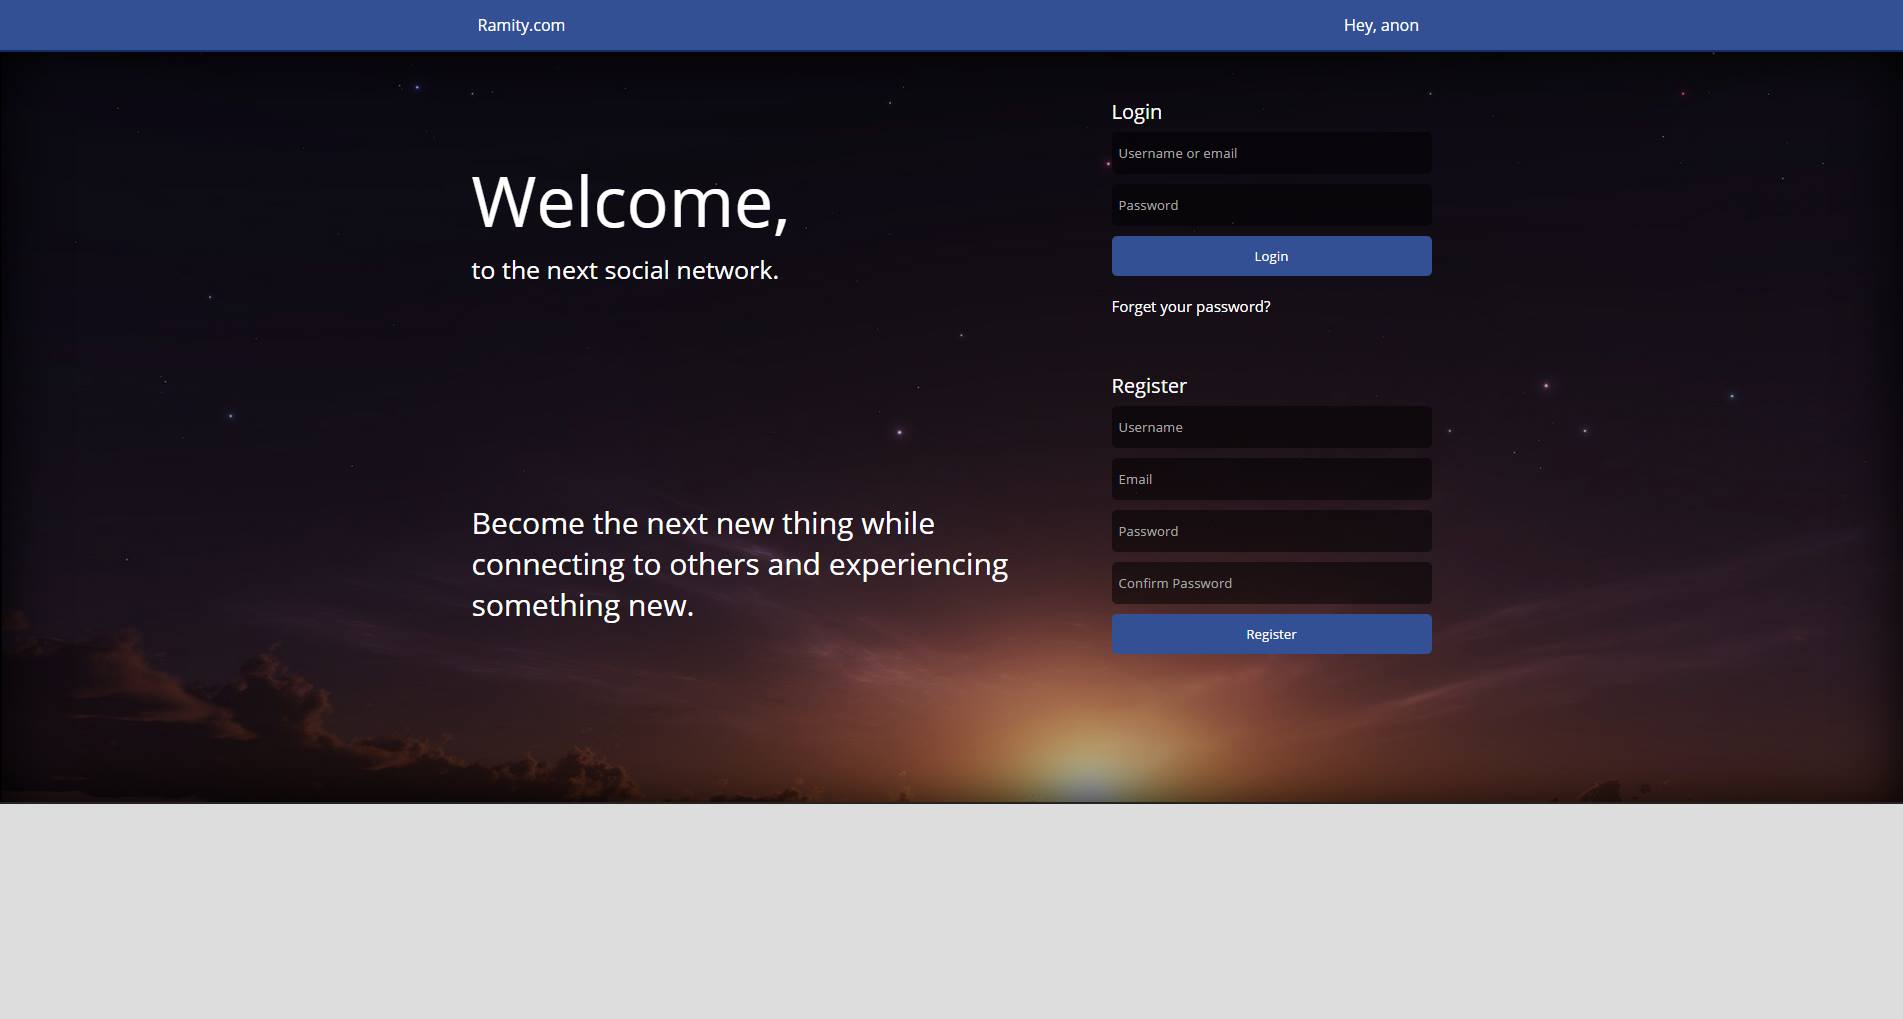 Ramity.com
Hey, anon
Welcome,
to the next social network.
Become the next new thing while
connecting to others and experiencing
something new.
Login
Username or email
Password
Login
Forget your password?
Register
Username
Email
Password
Confirm Password
Register